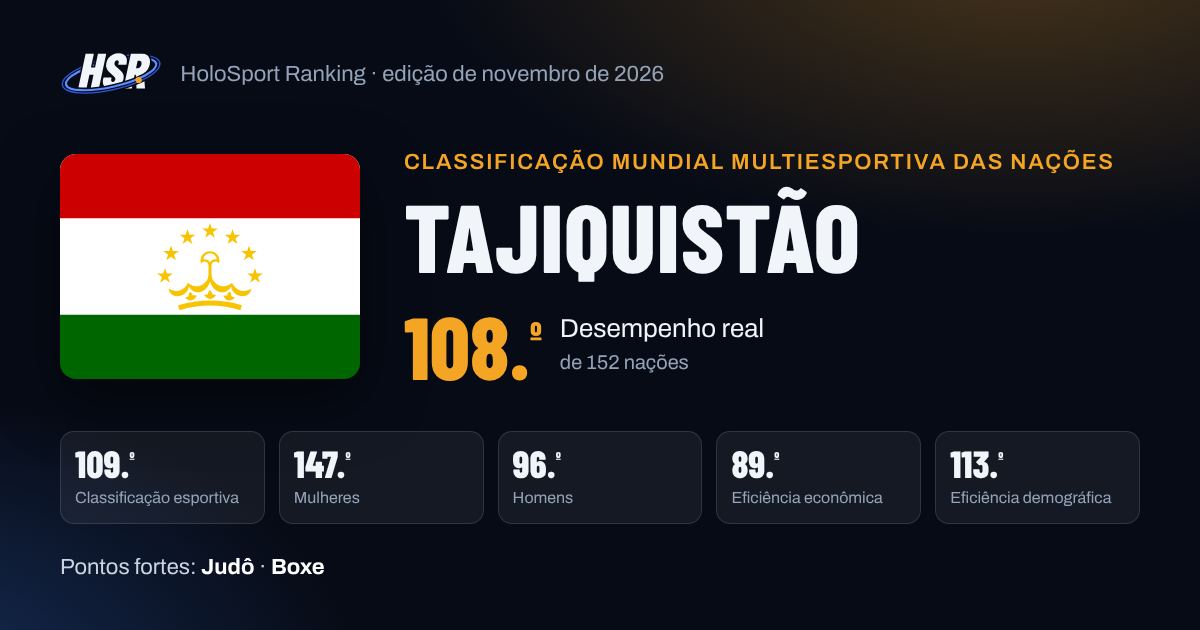 HSR
HoloSport Ranking · edição de novembro de 2026
CLASSIFICAÇÃO MUNDIAL MULTIESPORTIVA DAS NAÇÕES
TAJIQUISTÃO
108.º
Desempenho real
de 152 nações
109.º
Classificação esportiva
147.º
Mulheres
96.º
Homens
89.º
Eficiência econômica
113.º
Eficiência demográfica
Pontos fortes: Judô · Boxe